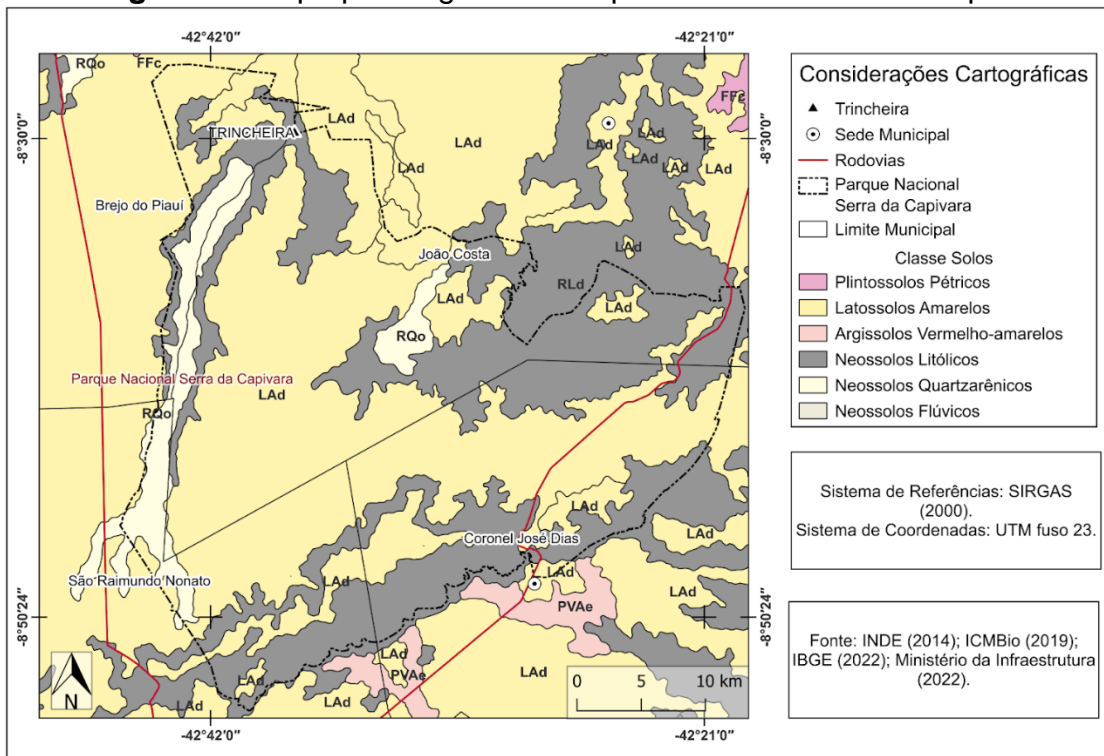 -42°42′0″
-42°21′0″
RQo
FFc
FFc
-8°30′0″
-8°30′0″
TRINCHEIRA
LAd
LAd
LAd
LAd
LAd
LAd
LAd
LAd
LAd
Brejo do Piauí
João Costa
LAd
LAd
RLd
LAd
RQo
Parque Nacional Serra da Capivara
LAd
RQo
Coronel José Dias
LAd
LAd
LAd
LAd
LAd
São Raimundo Nonato
PVAe
-8°50′24″
-8°50′24″
LAd
PVAe
LAd
LAd
LAd
N
0 5 10 km
-42°42′0″
-42°21′0″
Considerações Cartográficas
Trincheira
Sede Municipal
Rodovias
Parque Nacional
Serra da Capivara
Limite Municipal
Classe Solos
Plintossolos Pétricos
Latossolos Amarelos
Argissolos Vermelho-amarelos
Neossolos Litólicos
Neossolos Quartzarênicos
Neossolos Flúvicos
Sistema de Referências: SIRGAS
(2000).
Sistema de Coordenadas: UTM fuso 23.
Fonte: INDE (2014); ICMBio (2019);
IBGE (2022); Ministério da Infraestrutura
(2022).